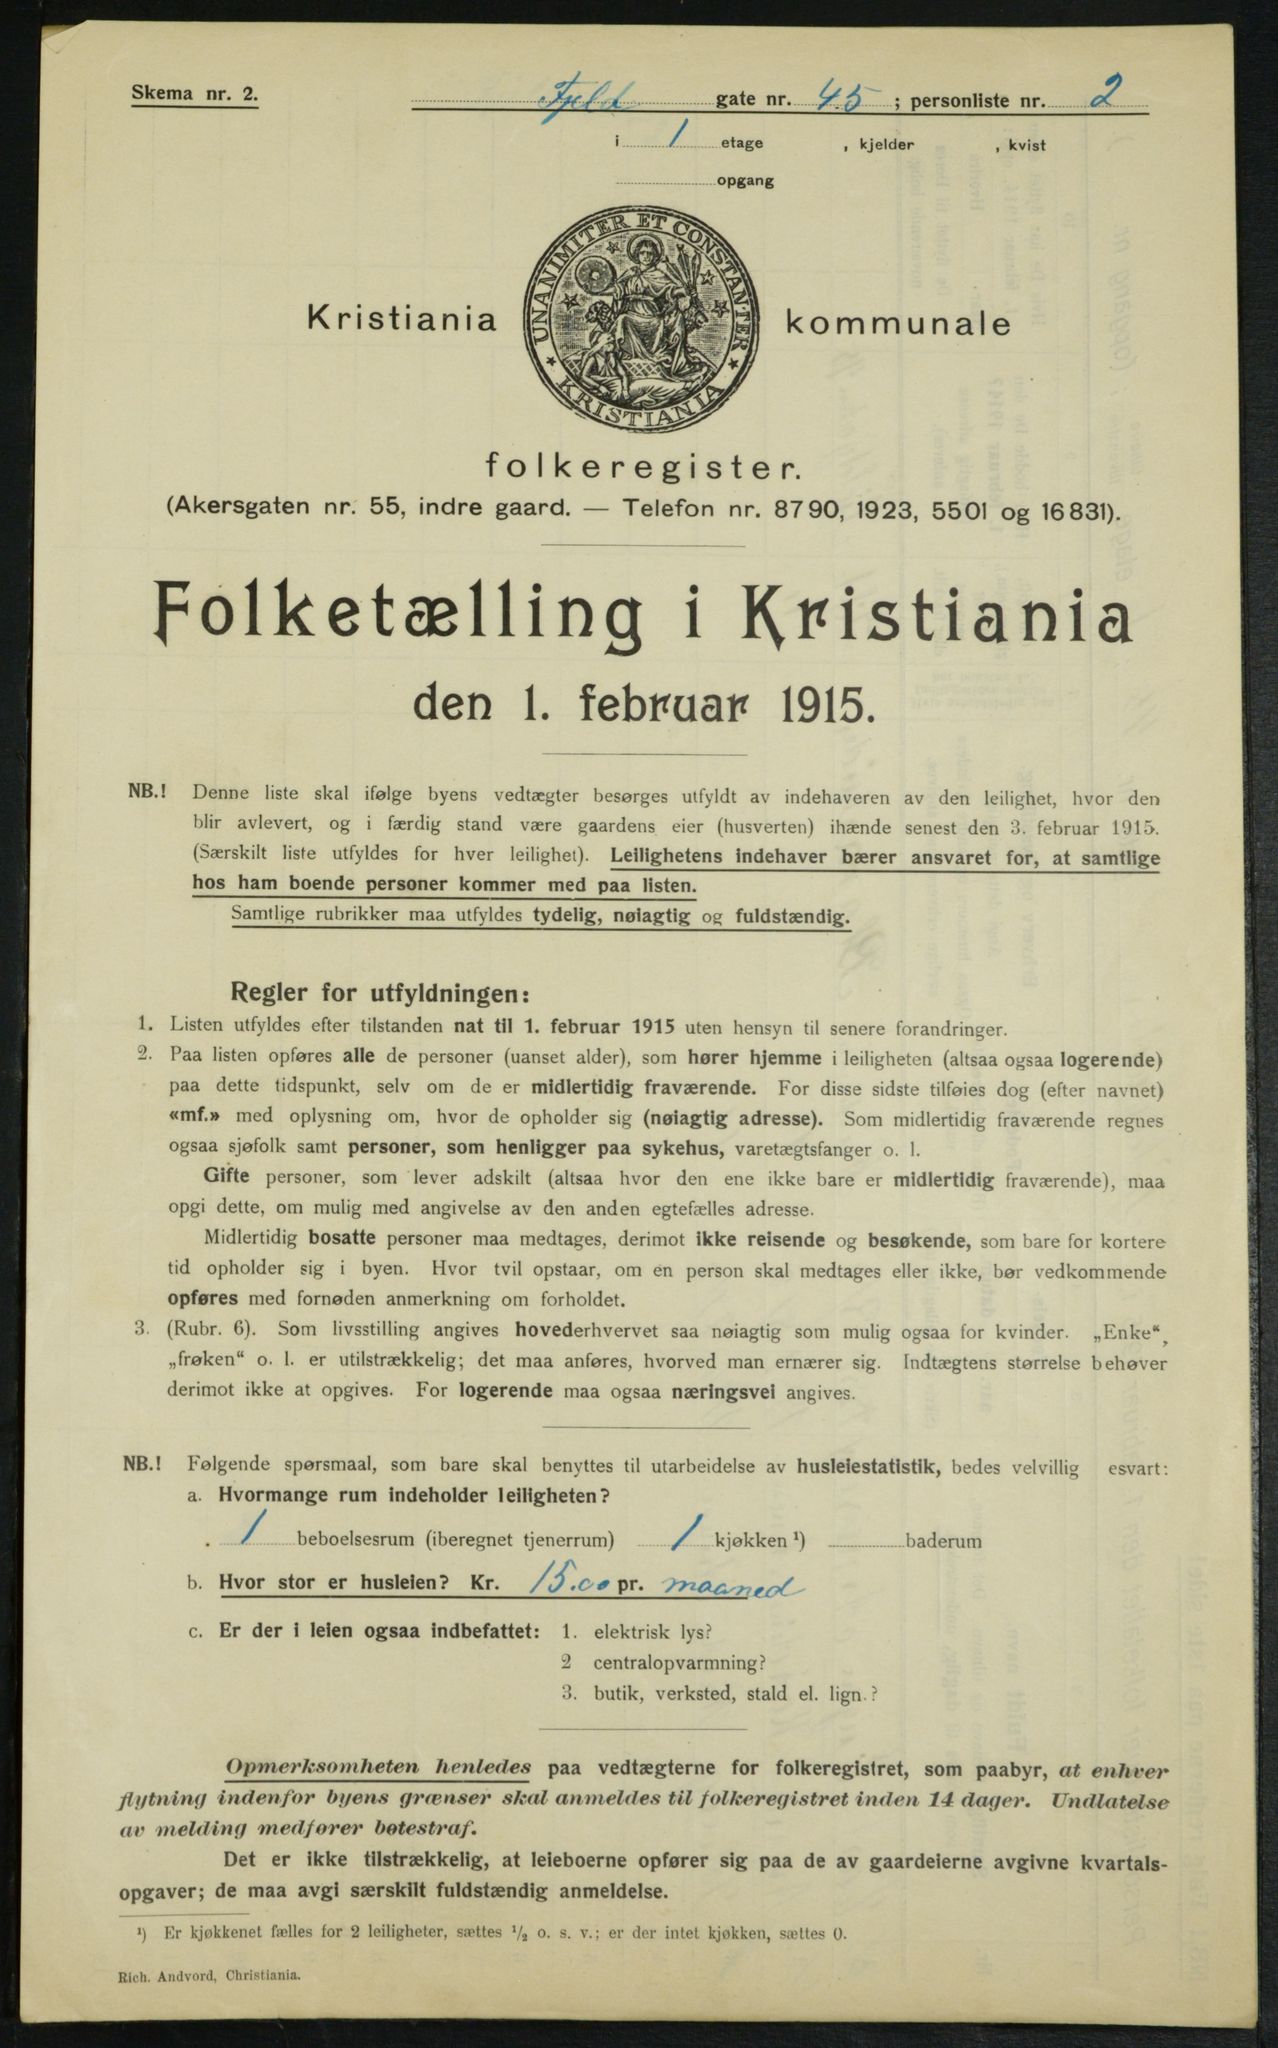 Skema nr. 2.
Fjeld gate nr. 45 ; personliste nr. 2
i 1 etage , kjelder , kvist
opgang
UNANIMITER ET CONSTANTER
KRISTIANIA
Kristiania kommunale
folkeregister.
(Akersgaten nr. 55, indre gaard. — Telefon nr. 8790, 1923, 5501 og 16831).
Folketælling i Kristiania
den 1. februar 1915.
NB.! Denne liste skal ifølge byens vedtægter besørges utfyldt av indehaveren av den leilighet, hvor den
blir avlevert, og i færdig stand være gaardens eier (husverten) ihænde senest den 3. februar 1915.
(Særskilt liste utfyldes for hver leilighet). Leilighetens indehaver bærer ansvaret for, at samtlige
hos ham boende personer kommer med paa listen.
Samtlige rubrikker maa utfyldes tydelig, nøiagtig og fuldstændig.
Regler for utfyldningen:
1. Listen utfyldes efter tilstanden nat til 1. februar 1915 uten hensyn til senere forandringer.
2. Paa listen opføres alle de personer (uanset alder), som hører hjemme i leiligheten (altsaa ogsaa logerende)
paa dette tidspunkt, selv om de er midlertidig fraværende. For disse sidste tilføies dog (efter navnet)
«mf.» med oplysning om, hvor de opholder sig (nøiagtig adresse). Som midlertidig fraværende regnes
ogsaa sjøfolk samt personer, som henligger paa sykehus, varetægtsfanger o. l.
Gifte personer, som lever adskilt (altsaa hvor den ene ikke bare er midlertidig fraværende), maa
opgi dette, om mulig med angivelse av den anden egtefælles adresse.
Midlertidig bosatte personer maa medtages, derimot ikke reisende og besøkende, som bare for kortere
tid opholder sig i byen. Hvor tvil opstaar, om en person skal medtages eller ikke, bør vedkommende
opføres med fornøden anmerkning om forholdet.
3. (Rubr. 6). Som livsstilling angives hovederhvervet saa nøiagtig som mulig ogsaa for kvinder. „Enke“,
„frøken“ o. l. er utilstrækkelig; det maa anføres, hvorved man ernærer sig. Indtægtens størrelse behøver
derimot ikke at opgives. For logerende maa ogsaa næringsvei angives.
NB.! Følgende spørsmaal, som bare skal benyttes til utarbeidelse av husleiestatistik, bedes velvillig esvart:
a. Hvormange rum indeholder leiligheten?
. 1 beboelsesrum (iberegnet tjenerrum) 1 kjøkken ¹) baderum
b. Hvor stor er husleien? Kr. 15.00 pr. maaned
c. Er der i leien ogsaa indbefattet: 1. elektrisk lys?
2 centralopvarmning?
3. butik, verksted, stald el. lign.?
Opmerksomheten henledes paa vedtægterne for folkeregistret, som paabyr, at enhver
flytning indenfor byens grænser skal anmeldes til folkeregistret inden 14 dager. Undlatelse
av melding medfører bøtestraf.
Det er ikke tilstrækkelig, at leieboerne opfører sig paa de av gaardeierne avgivne kvartals-
opgaver; de maa avgi særskilt fuldstændig anmeldelse.
¹) Er kjøkkenet fælles for 2 leiligheter, sættes ½ o. s. v.; er der intet kjøkken, sættes 0.
Rich. Andvord, Christiania.